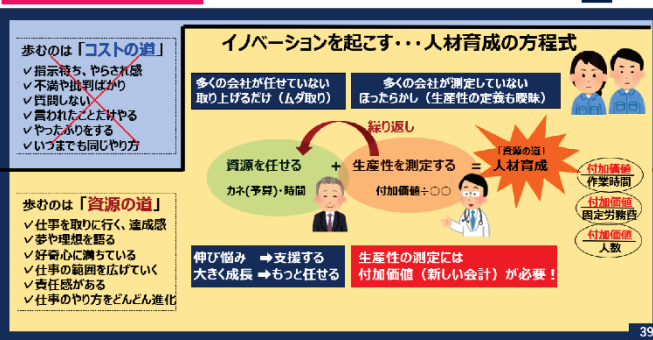 歩むのは「コストの道」
✓指示待ち、やらされ感
✓不満や批判ばかり
✓質問しない
✓言われたことだけやる
✓やったふりをする
✓いつまでも同じやり方
歩むのは「資源の道」
✓仕事を取りに行く、達成感
✓夢や理想を語る
✓好奇心に満ちている
✓仕事の範囲を広げていく
✓責任感がある
✓仕事のやり方をどんどん進化
イノベーションを起こす・・・人材育成の方程式
多くの会社が任せていない
取り上げるだけ（ムダ取り）
多くの会社が測定していない
ほったらかし（生産性の定義も曖昧）
繰り返し
資源を任せる + 生産性を測定する =
カネ(予算)・時間
付加価値÷○○
「資源の道」
人材育成
付加価値
作業時間
付加価値
固定労務費
付加価値
人数
伸び悩み ➡支援する
大きく成長 ➡もっと任せる
生産性の測定には
付加価値（新しい会計）が必要！
39